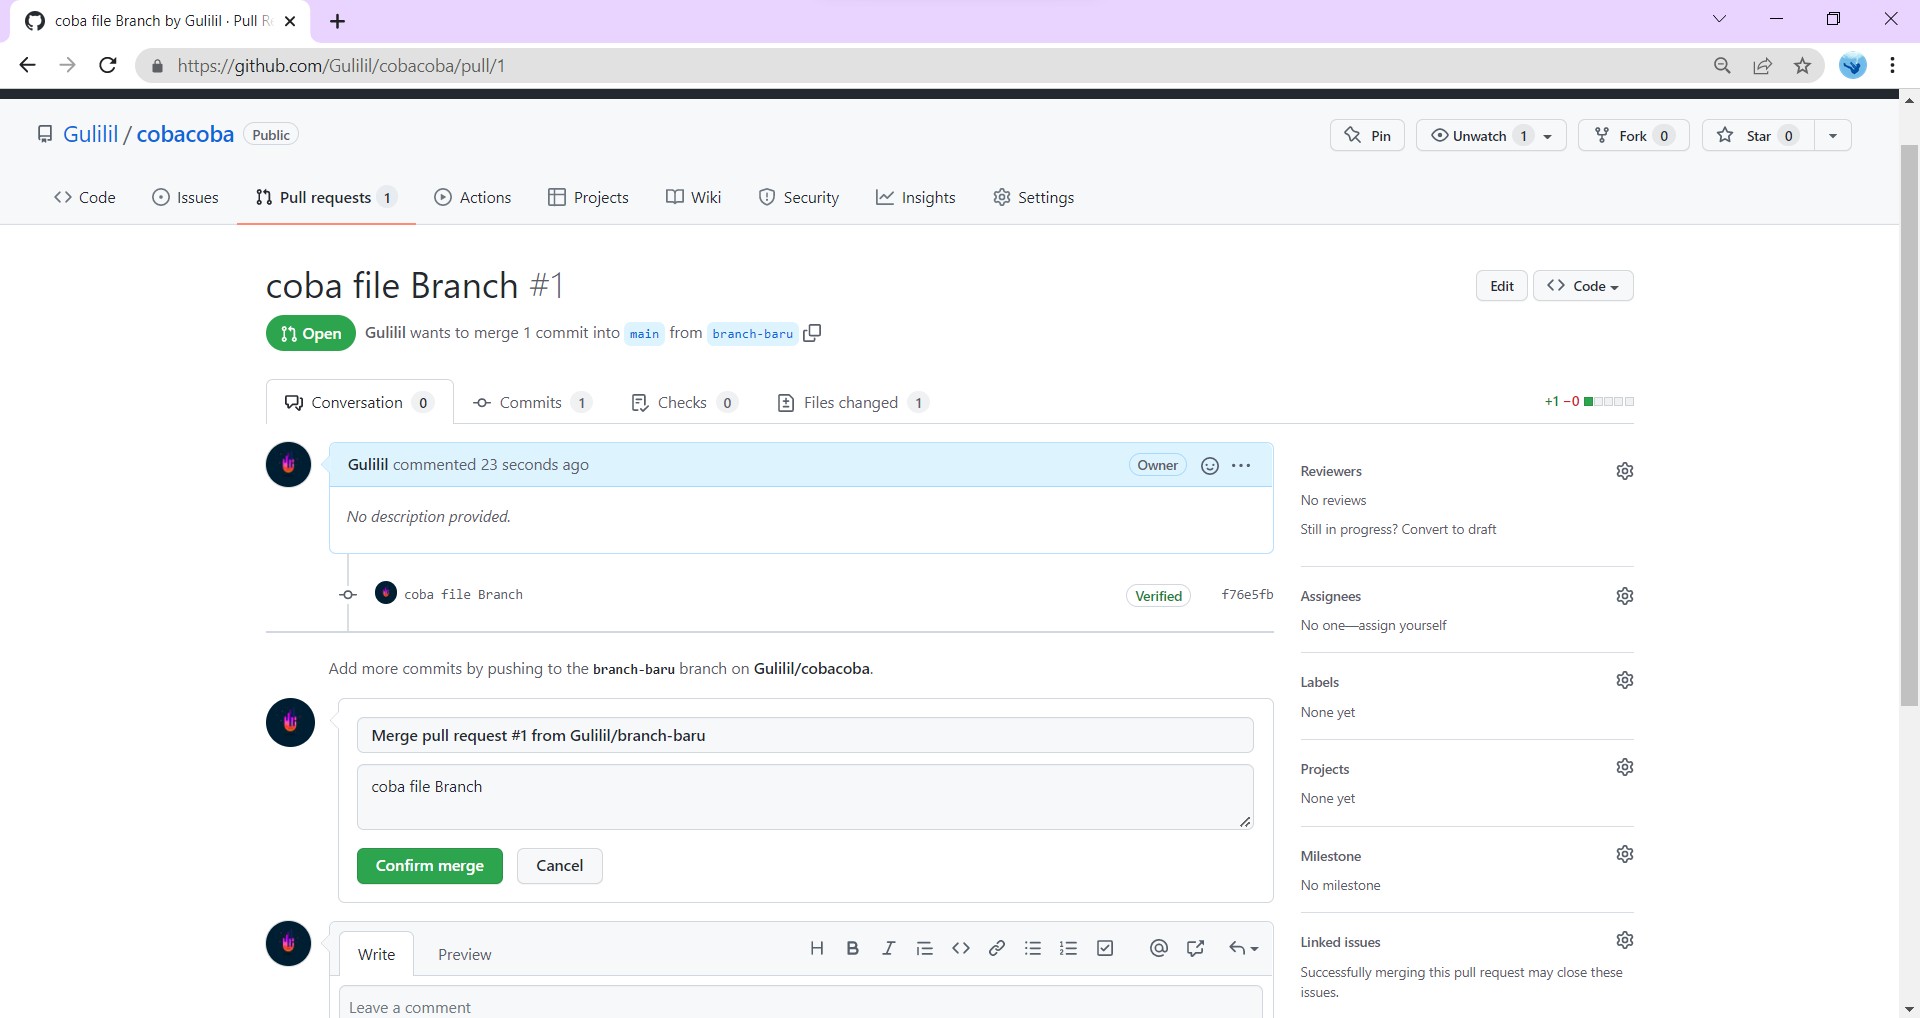 coba file Branch by Gulilil · Pull R
https://github.com/Gulilil/cobacoba/pull/1
Gulilil / cobacoba Public
Pin
Unwatch 1
Fork 0
Star 0
Code
Issues
Pull requests 1
Actions
Projects
Wiki
Security
Insights
Settings
coba file Branch #1
Edit
Code
Open
Gulilil wants to merge 1 commit into main from branch-baru
Conversation 0
Commits 1
Checks 0
Files changed 1
+1 −0
Gulilil commented 23 seconds ago
Owner
No description provided.
coba file Branch
Verified
f76e5fb
Add more commits by pushing to the branch-baru branch on Gulilil/cobacoba.
Merge pull request #1 from Gulilil/branch-baru
coba file Branch
Confirm merge
Cancel
Write
Preview
Leave a comment
Reviewers
No reviews
Still in progress? Convert to draft
Assignees
No one—assign yourself
Labels
None yet
Projects
None yet
Milestone
No milestone
Linked issues
Successfully merging this pull request may close these
issues.